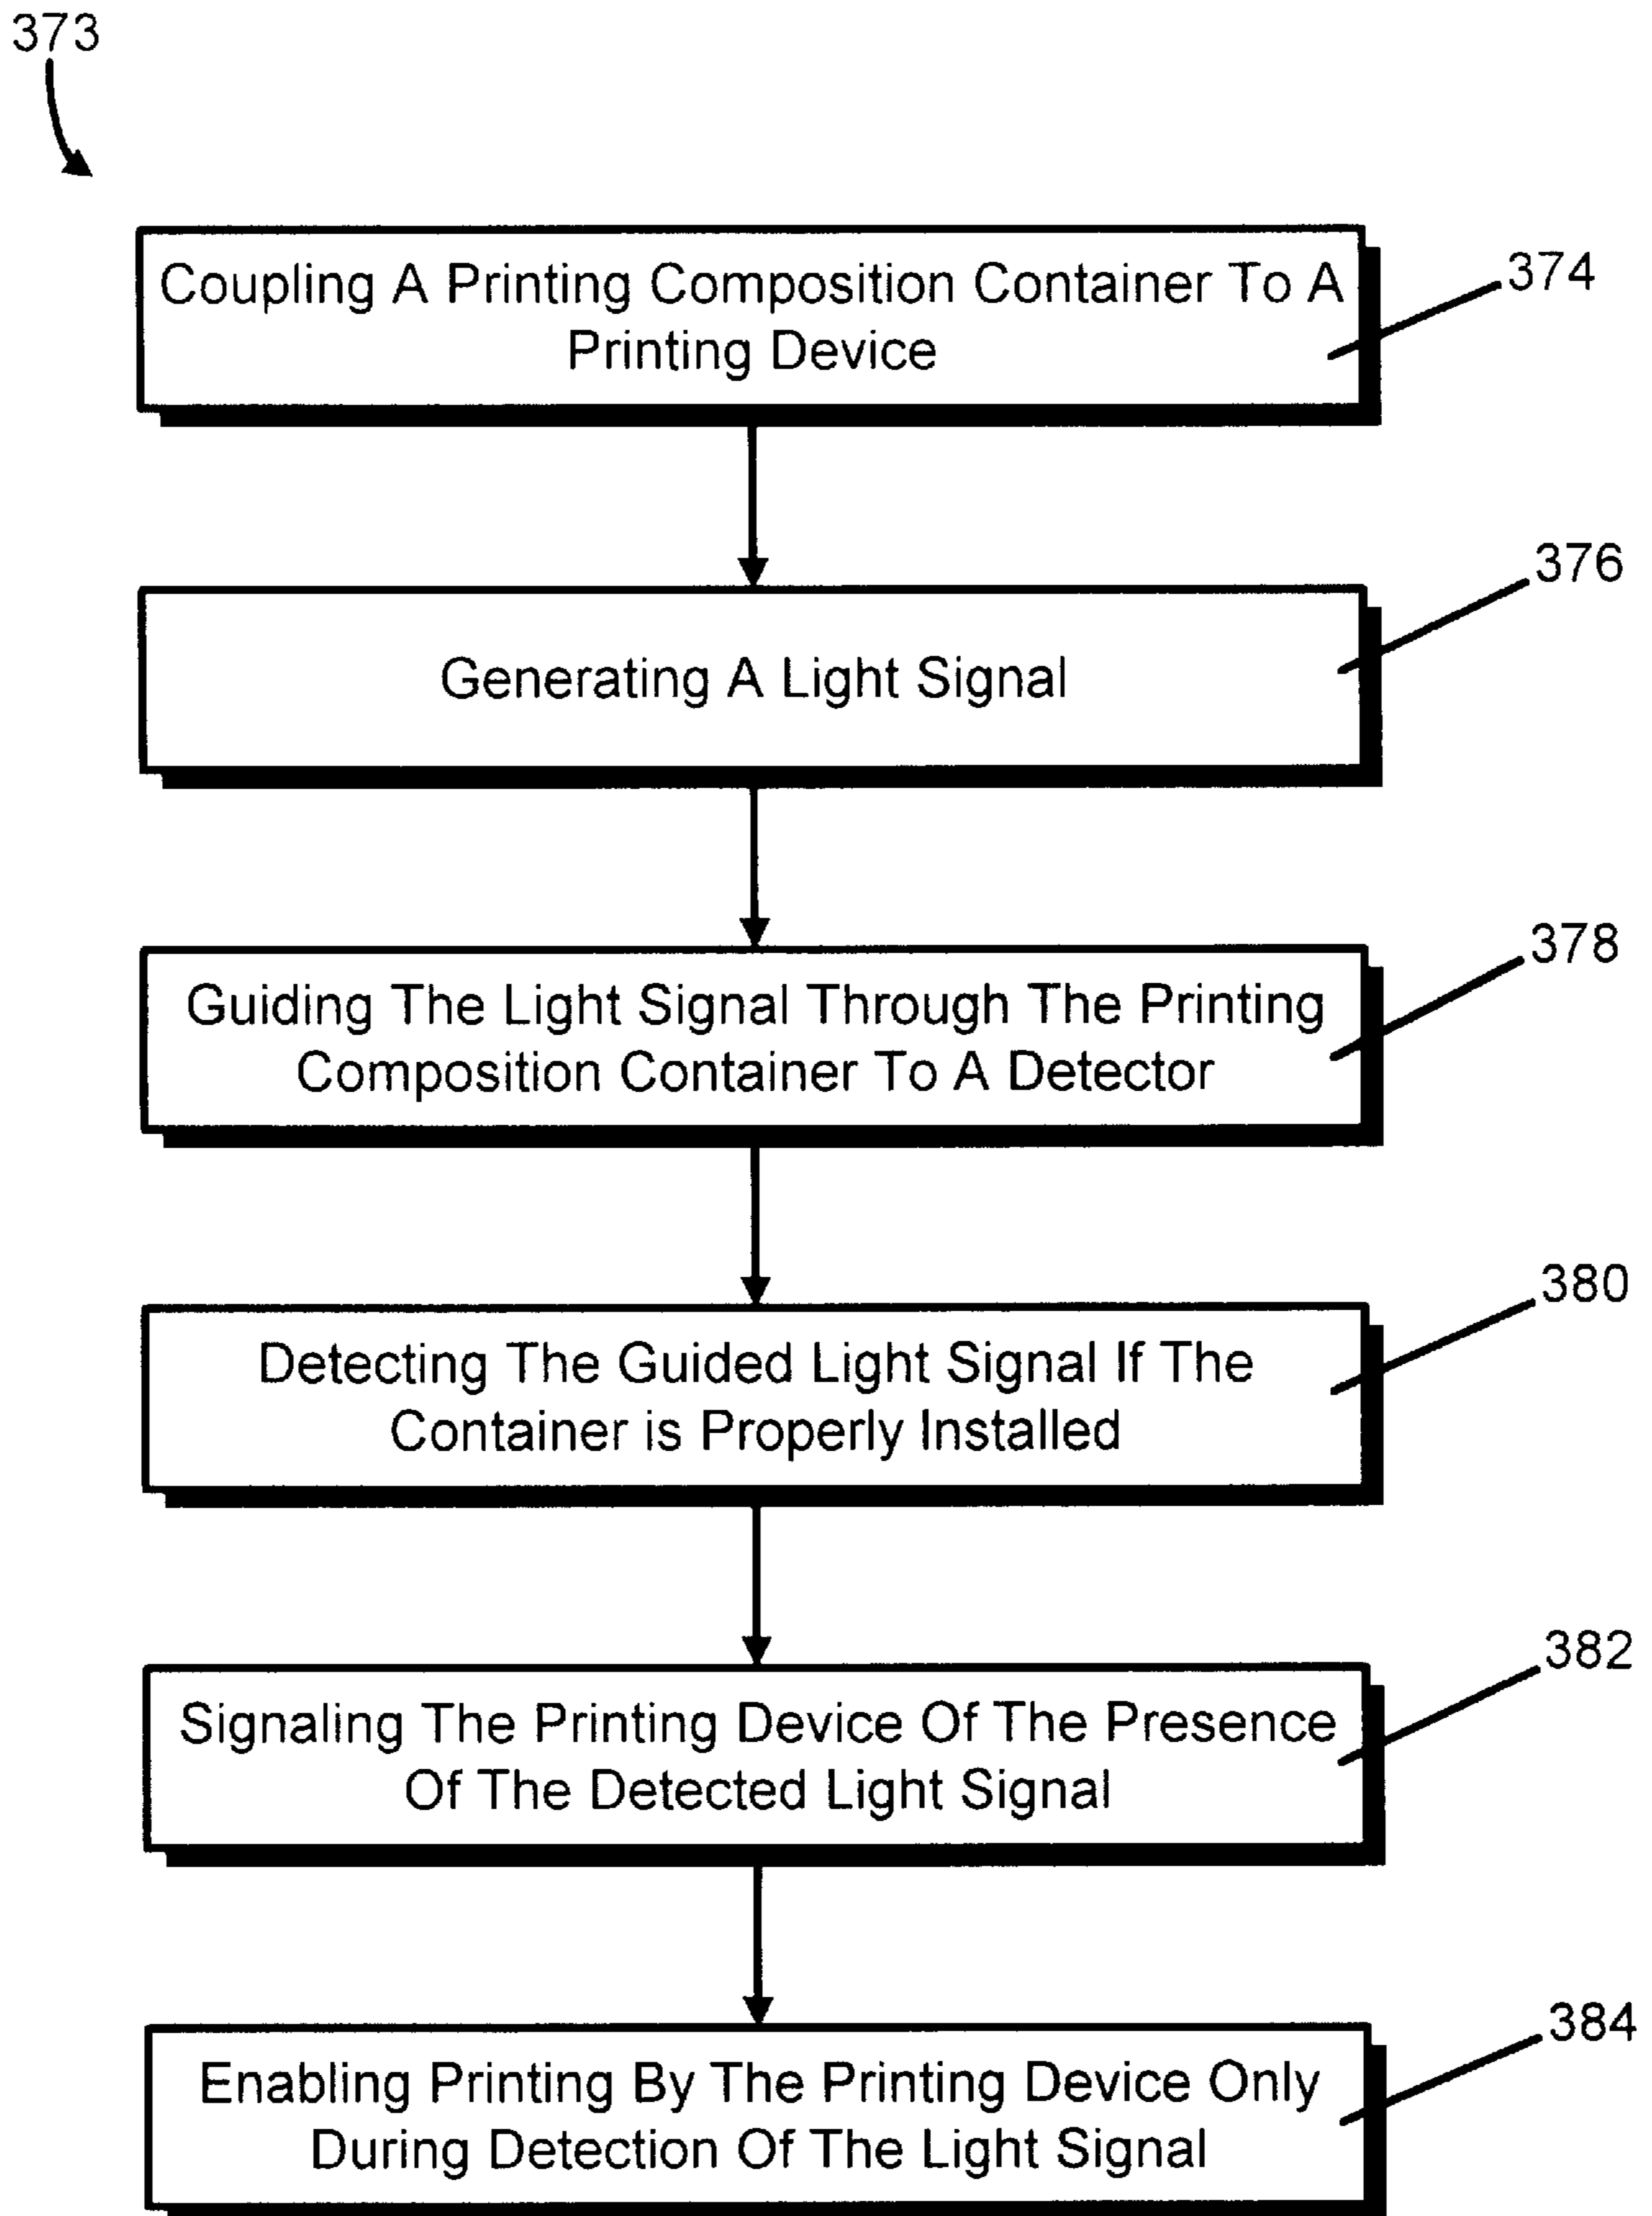 373
Coupling A Printing Composition Container To A
Printing Device
374
Generating A Light Signal
376
Guiding The Light Signal Through The Printing
Composition Container To A Detector
378
Detecting The Guided Light Signal If The
Container is Properly Installed
380
Signaling The Printing Device Of The Presence
Of The Detected Light Signal
382
Enabling Printing By The Printing Device Only
During Detection Of The Light Signal
384